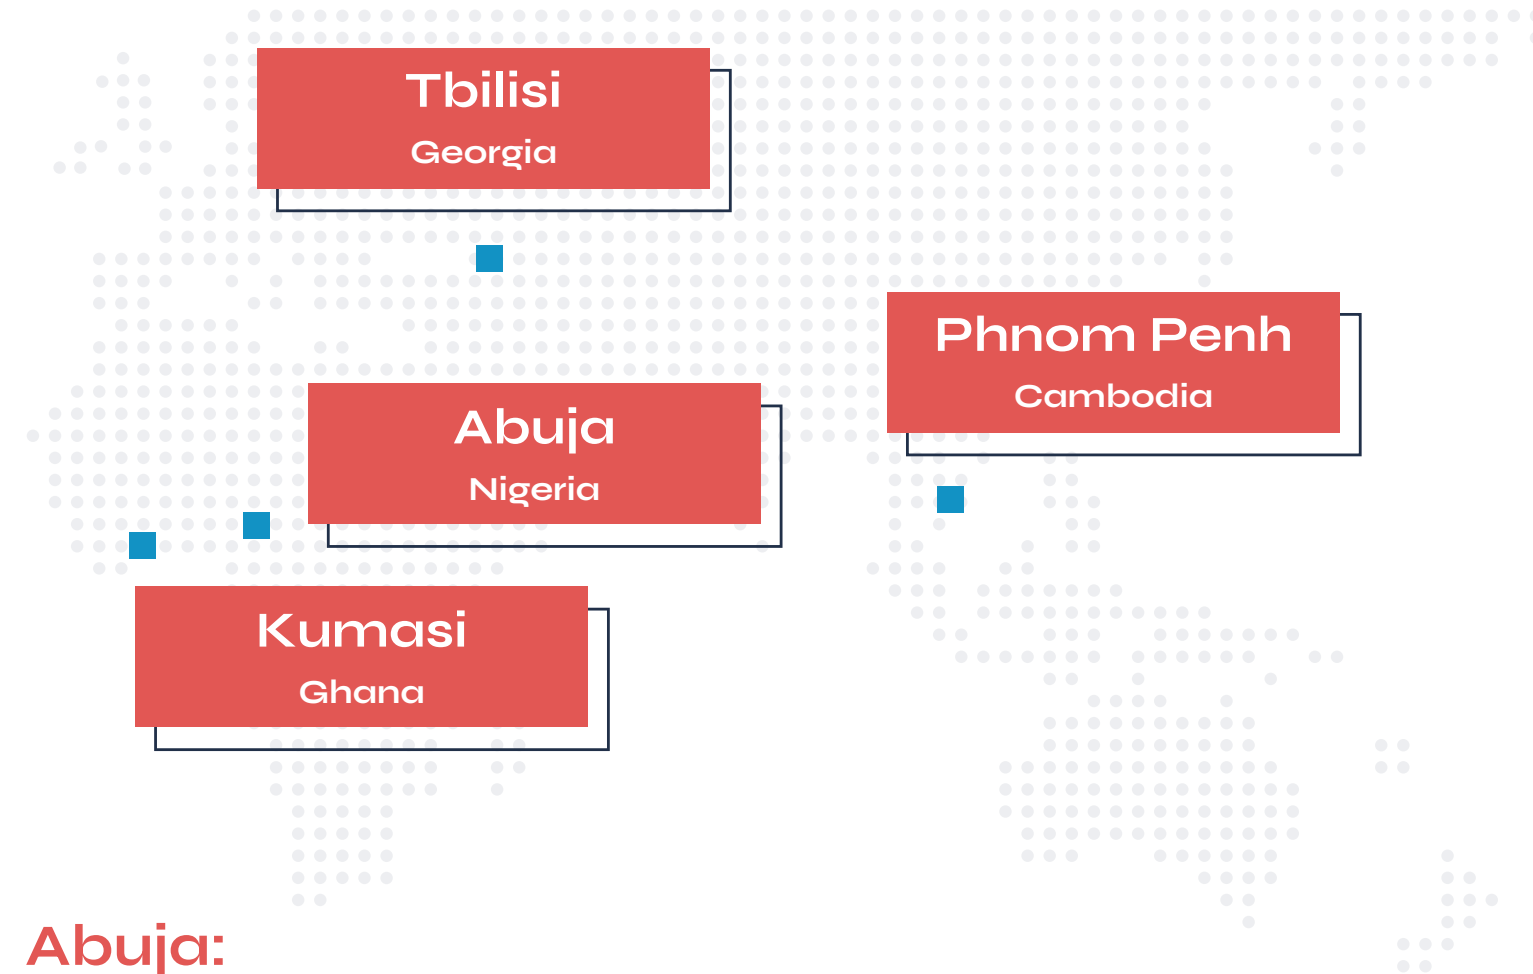 Tbilisi
Georgia
Phnom Penh
Cambodia
Abuja
Nigeria
Kumasi
Ghana
Abuja: